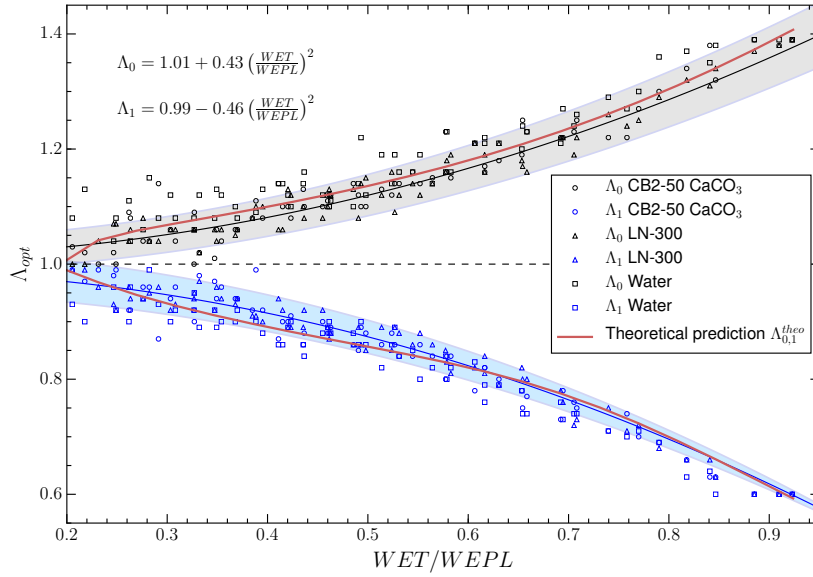 Λ₀ = 1.01 + 0.43 (WET/WEPL)²
Λ₁ = 0.99 − 0.46 (WET/WEPL)²
Λ₀ CB2-50 CaCO₃
Λ₁ CB2-50 CaCO₃
Λ₀ LN-300
Λ₁ LN-300
Λ₀ Water
Λ₁ Water
Theoretical prediction Λ₀,₁ᵗʰᵉᵒ
Λopt
1.4
1.2
1.0
0.8
0.6
0.2 0.3 0.4 0.5 0.6 0.7 0.8 0.9
WET/WEPL